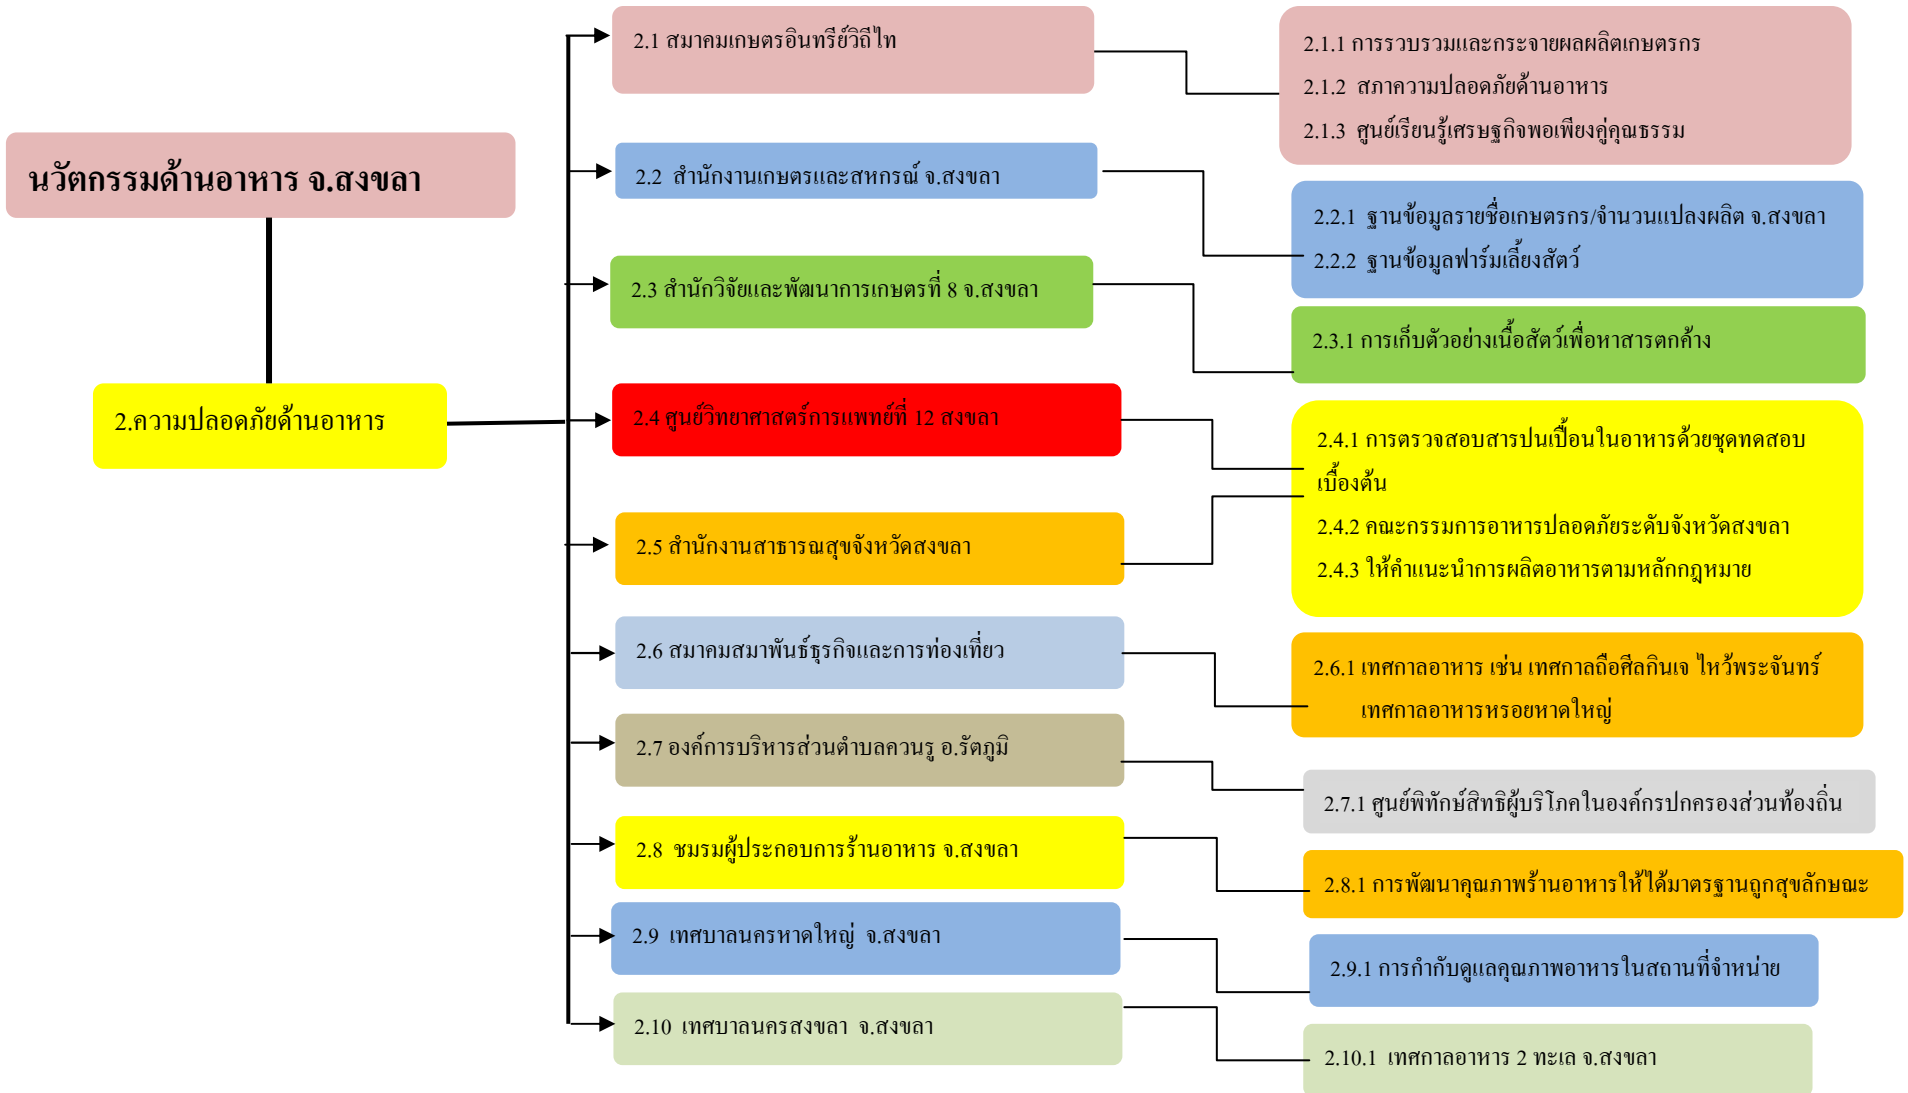 นวัตกรรมด้านอาหาร จ.สงขลา
2.ความปลอดภัยด้านอาหาร
2.1 สมาคมเกษตรอินทรีย์วิถีไท
2.1.1 การรวบรวมและกระจายผลผลิตเกษตรกร
2.1.2 สภาความปลอดภัยด้านอาหาร
2.1.3 ศูนย์เรียนรู้เศรษฐกิจพอเพียงคู่คุณธรรม
2.2 สำนักงานเกษตรและสหกรณ์ จ.สงขลา
2.2.1 ฐานข้อมูลรายชื่อเกษตรกร/จำนวนแปลงผลิต จ.สงขลา
2.2.2 ฐานข้อมูลฟาร์มเลี้ยงสัตว์
2.3 สำนักวิจัยและพัฒนาการเกษตรที่ 8 จ.สงขลา
2.3.1 การเก็บตัวอย่างเนื้อสัตว์เพื่อหาสารตกค้าง
2.4 ศูนย์วิทยาศาสตร์การแพทย์ที่ 12 สงขลา
2.4.1 การตรวจสอบสารปนเปื้อนในอาหารด้วยชุดทดสอบ
เบื้องต้น
2.4.2 คณะกรรมการอาหารปลอดภัยระดับจังหวัดสงขลา
2.4.3 ให้คำแนะนำการผลิตอาหารตามหลักกฎหมาย
2.5 สำนักงานสาธารณสุขจังหวัดสงขลา
2.6 สมาคมสมาพันธ์ธุรกิจและการท่องเที่ยว
2.6.1 เทศกาลอาหาร เช่น เทศกาลถือศีลกินเจ ไหว้พระจันทร์
เทศกาลอาหารหรอยหาดใหญ่
2.7 องค์การบริหารส่วนตำบลควนรู อ.รัตภูมิ
2.7.1 ศูนย์พิทักษ์สิทธิผู้บริโภคในองค์กรปกครองส่วนท้องถิ่น
2.8 ชมรมผู้ประกอบการร้านอาหาร จ.สงขลา
2.8.1 การพัฒนาคุณภาพร้านอาหารให้ได้มาตรฐานถูกสุขลักษณะ
2.9 เทศบาลนครหาดใหญ่ จ.สงขลา
2.9.1 การกำกับดูแลคุณภาพอาหารในสถานที่จำหน่าย
2.10 เทศบาลนครสงขลา จ.สงขลา
2.10.1 เทศกาลอาหาร 2 ทะเล จ.สงขลา